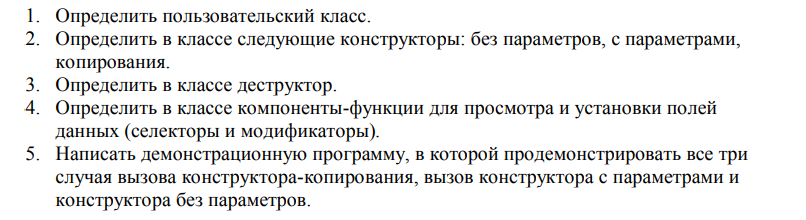 1. Определить пользовательский класс.
2. Определить в классе следующие конструкторы: без параметров, с параметрами,
копирования.
3. Определить в классе деструктор.
4. Определить в классе компоненты-функции для просмотра и установки полей
данных (селекторы и модификаторы).
5. Написать демонстрационную программу, в которой продемонстрировать все три
случая вызова конструктора-копирования, вызов конструктора с параметрами и
конструктора без параметров.